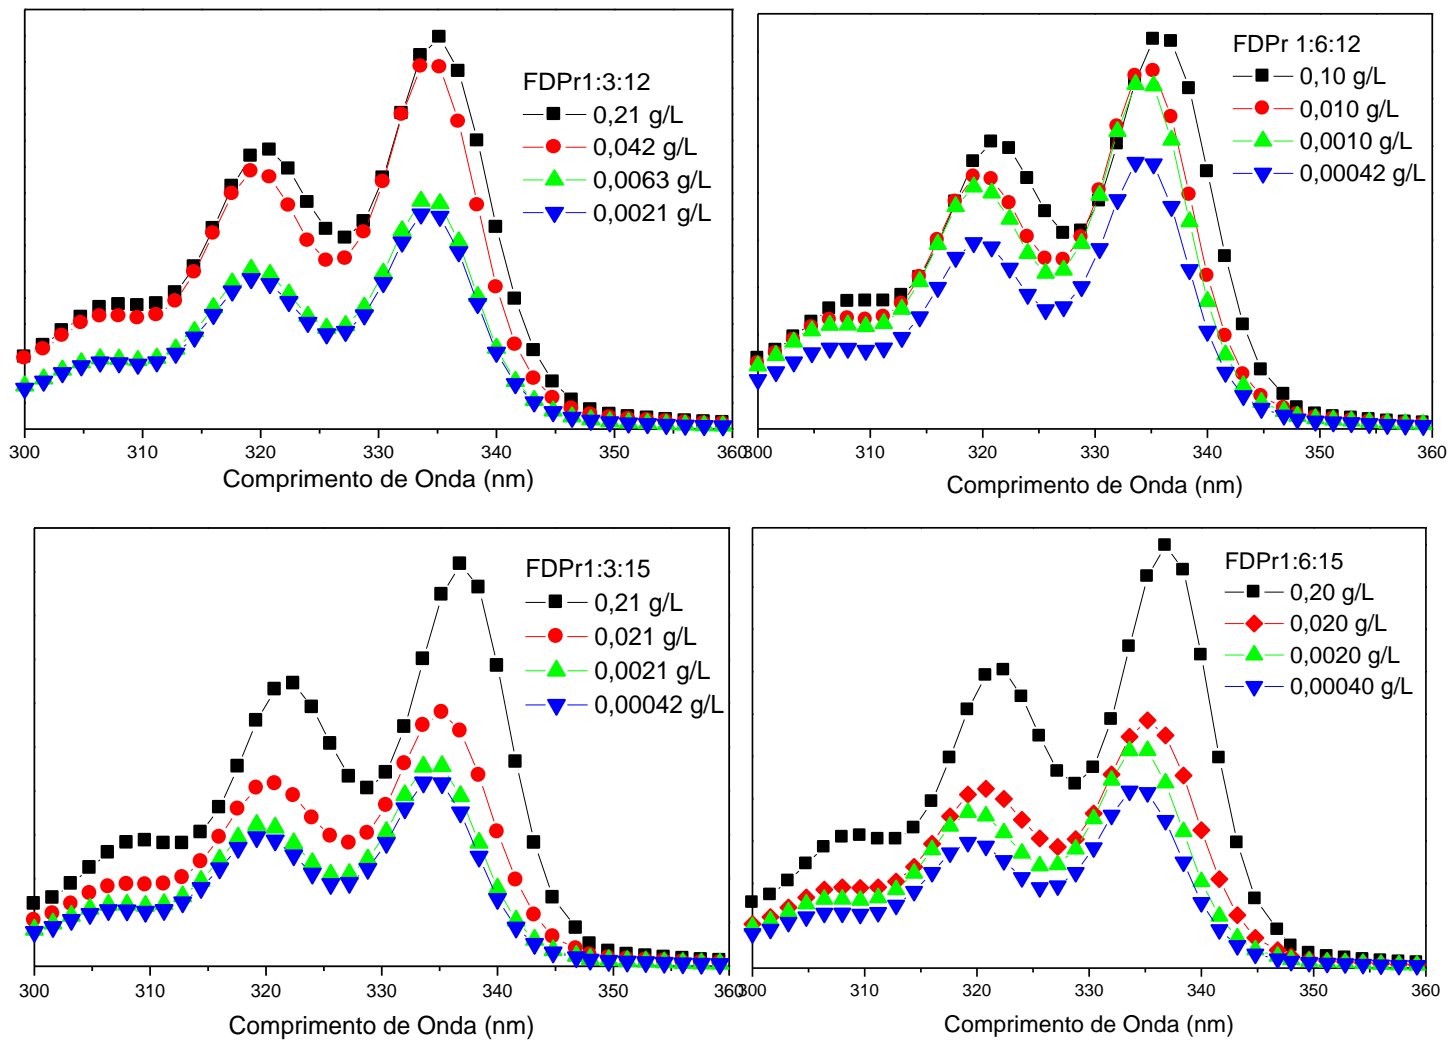 FDPr1:3:12
0,21 g/L
0,042 g/L
0,0063 g/L
0,0021 g/L
300 310 320 330 340 350 360
Comprimento de Onda (nm)
FDPr 1:6:12
0,10 g/L
0,010 g/L
0,0010 g/L
0,00042 g/L
300 310 320 330 340 350 360
Comprimento de Onda (nm)
FDPr1:3:15
0,21 g/L
0,021 g/L
0,0021 g/L
0,00042 g/L
300 310 320 330 340 350 360
Comprimento de Onda (nm)
FDPr1:6:15
0,20 g/L
0,020 g/L
0,0020 g/L
0,00040 g/L
300 310 320 330 340 350 360
Comprimento de Onda (nm)